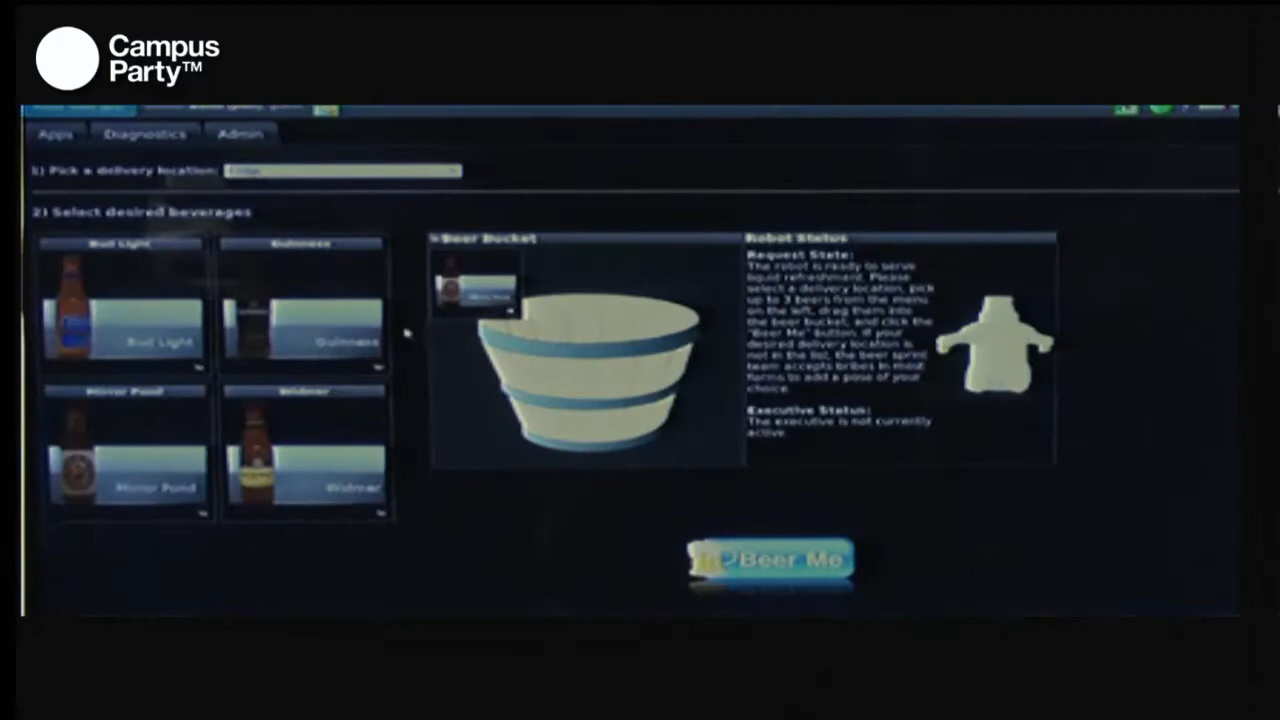 Campus
Party™
Apps
Diagnostics
Admin
1) Pick a delivery location:
2) Select desired beverages
Bud Light
Guinness
Bud Light
Guinness
Mirror Pond
Widmer
Mirror Pond
Widmer
Beer Bucket
Robot Status
Request State:
The robot is ready to serve
liquid refreshment. Please
select a delivery location, pick
up to 3 beers from the menu
on the left, drag them into
the beer bucket, and click the
"Beer Me" button. If your
desired delivery location is
not in the list, the beer sprint
team accepts bribes in most
forms to add a pose of your
choice.
Executive Status:
The executive is not currently
active.
Beer Me